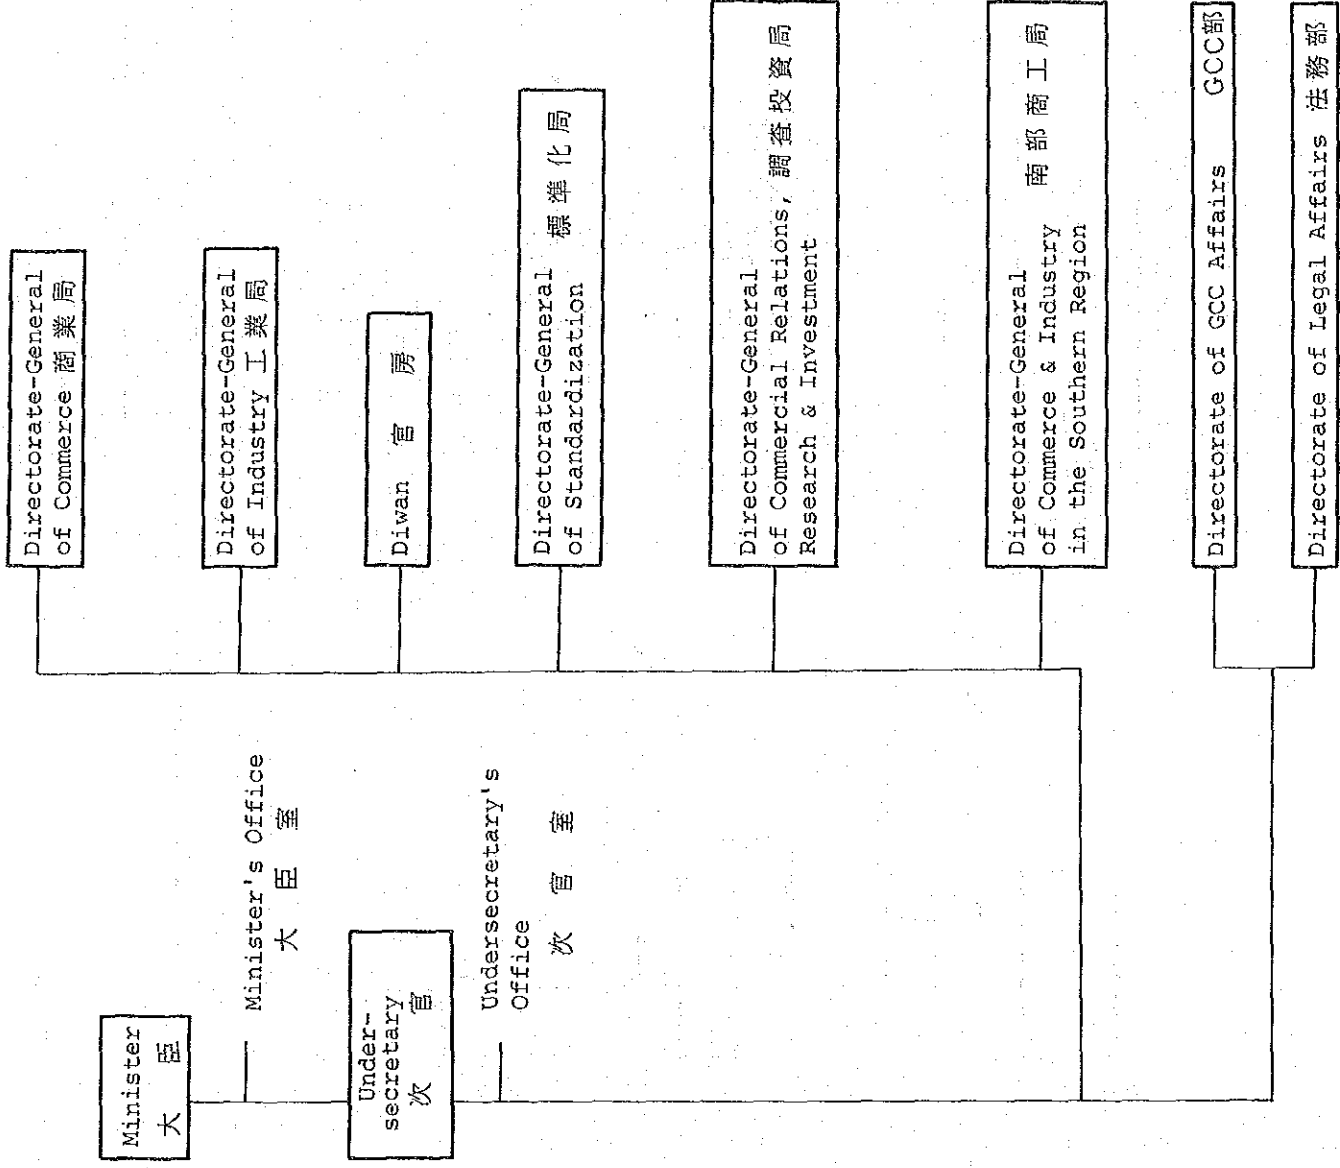 Minister
大臣
Minister's Office
大臣室
Under-
secretary
次官
Undersecretary's
Office
次官室
Directorate-General
of Commerce 商業局
Directorate-General
of Industry 工業局
Diwan 官房
Directorate-General
of Standardization 標準化局
Directorate-General
of Commercial Relations, 調査投資局
Research & Investment
Directorate-General
of Commerce & Industry 南部商工局
in the Southern Region
Directorate of GCC Affairs GCC部
Directorate of Legal Affairs 法務部